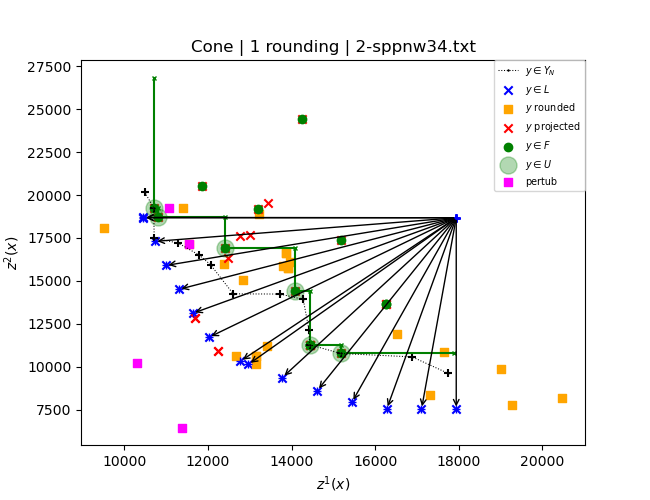 Cone | 1 rounding | 2-sppnw34.txt
27500
25000
22500
20000
17500
15000
12500
10000
7500
z²(x)
10000 12000 14000 16000 18000 20000
z¹(x)
y ∈ Y_N
y ∈ L
y rounded
y projected
y ∈ F
y ∈ U
pertub